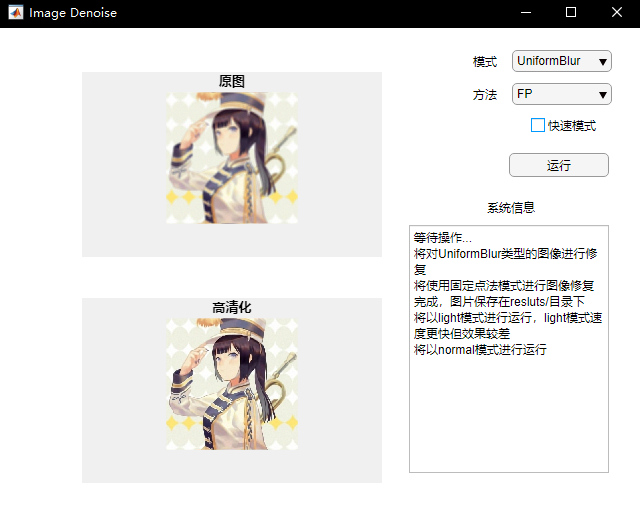 Image Denoise
模式
UniformBlur
方法
FP
快速模式
运行
系统信息
原图
高清化
等待操作...
将对UniformBlur类型的图像进行修
复
将使用固定点法模式进行图像修复
完成，图片保存在resluts/目录下
将以light模式进行运行，light模式速
度更快但效果较差
将以normal模式进行运行